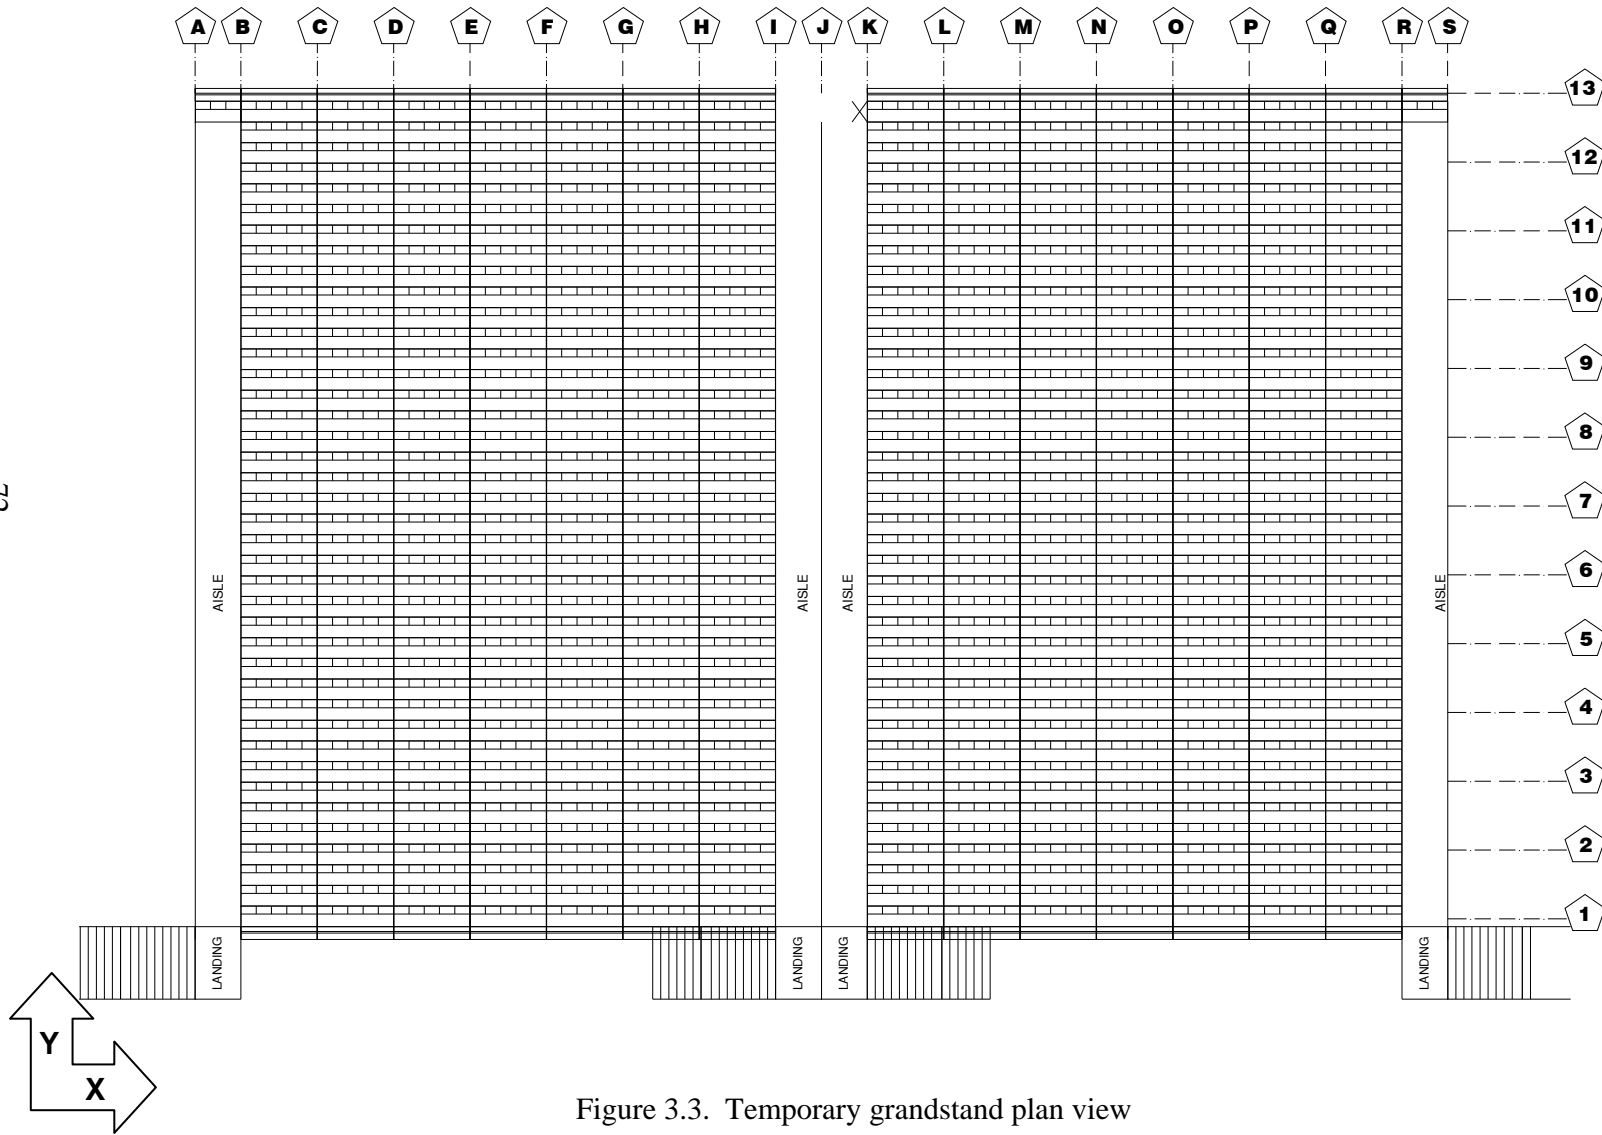 A B C D E F G H I J K L M N O P Q R S
13
12
11
10
9
8
7
6
AISLE AISLE AISLE AISLE
5
4
3
2
1
LANDING LANDING LANDING LANDING
Y
X
Figure 3.3. Temporary grandstand plan view